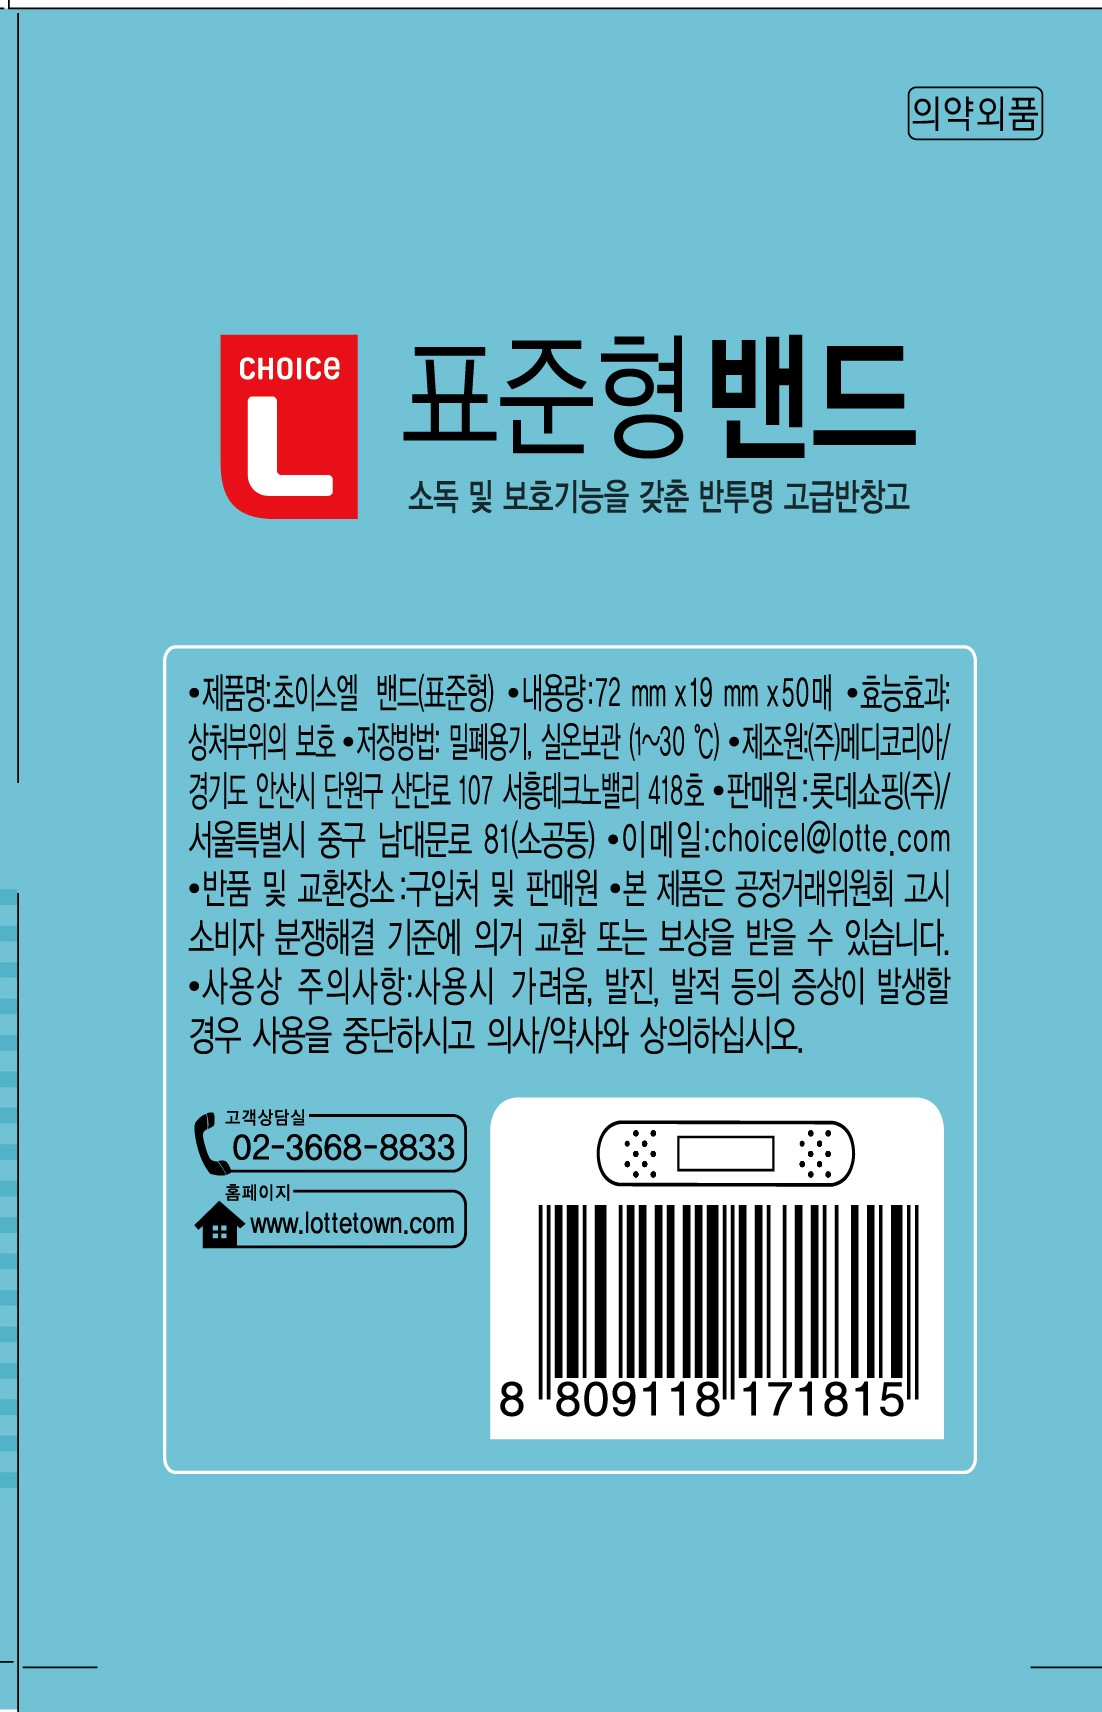 의약외품
CHOICe
L
표준형밴드
소독 및 보호기능을 갖춘 반투명 고급반창고
•제품명:초이스엘 밴드(표준형) •내용량:72 mm x19 mm x50매 •효능효과:
상처부위의 보호 •저장방법: 밀폐용기, 실온보관 (1~30 ℃) •제조원:(주)메디코리아/
경기도 안산시 단원구 산단로 107 서흥테크노밸리 418호 •판매원:롯데쇼핑(주)/
서울특별시 중구 남대문로 81(소공동) •이메일:choicel@lotte.com
•반품 및 교환장소:구입처 및 판매원 •본 제품은 공정거래위원회 고시
소비자 분쟁해결 기준에 의거 교환 또는 보상을 받을 수 있습니다.
•사용상 주의사항:사용시 가려움, 발진, 발적 등의 증상이 발생할
경우 사용을 중단하시고 의사/약사와 상의하십시오.
고객상담실
02-3668-8833
홈페이지
www.lottetown.com
8 809118 171815